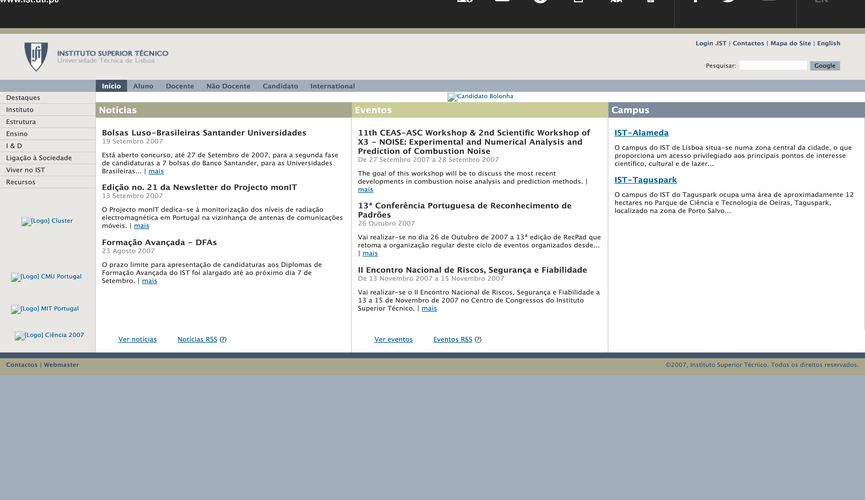 www.ist.utl.pt
EN
INSTITUTO SUPERIOR TÉCNICO
Universidade Técnica de Lisboa
Login .IST | Contactos | Mapa do Site | English
Pesquisar: Google
Início Aluno Docente Não Docente Candidato International
Destaques
Instituto
Estrutura
Ensino
I & D
Ligação à Sociedade
Viver no IST
Recursos
[Logo] Cluster
[Logo] CMU Portugal
[Logo] MIT Portugal
[Logo] Ciência 2007
Candidato Bolonha
Notícias
Bolsas Luso-Brasileiras Santander Universidades
19 Setembro 2007
Está aberto concurso, até 27 de Setembro de 2007, para a segunda fase
de candidaturas a 7 bolsas do Banco Santander, para as Universidades
Brasileiras... | mais
Edição no. 21 da Newsletter do Projecto monIT
13 Setembro 2007
O Projecto monIT dedica-se à monitorização dos níveis de radiação
electromagnética em Portugal na vizinhança de antenas de comunicações
móveis. | mais
Formação Avançada - DFAs
23 Agosto 2007
O prazo limite para apresentação de candidaturas aos Diplomas de
Formação Avançada do IST foi alargado até ao próximo dia 7 de
Setembro. | mais
Ver notícias Notícias RSS (?)
Eventos
11th CEAS-ASC Workshop & 2nd Scientific Workshop of
X3 - NOISE: Experimental and Numerical Analysis and
Prediction of Combustion Noise
De 27 Setembro 2007 a 28 Setembro 2007
The goal of this workshop will be to discuss the most recent
developments in combustion noise analysis and prediction methods. |
mais
13ª Conferência Portuguesa de Reconhecimento de
Padrões
26 Outubro 2007
Vai realizar-se no dia 26 de Outubro de 2007 a 13ª edição de RecPad que
retoma a organização regular deste ciclo de eventos organizados desde...
| mais
II Encontro Nacional de Riscos, Segurança e Fiabilidade
De 13 Novembro 2007 a 15 Novembro 2007
Vai realizar-se o II Encontro Nacional de Riscos, Segurança e Fiabilidade a
13 a 15 de Novembro de 2007 no Centro de Congressos do Instituto
Superior Técnico. | mais
Ver eventos Eventos RSS (?)
Campus
IST-Alameda
O campus do IST de Lisboa situa-se numa zona central da cidade, o que
proporciona um acesso privilegiado aos principais pontos de interesse
científico, cultural e de lazer...
IST-Taguspark
O campus do IST do Taguspark ocupa uma área de aproximadamente 12
hectares no Parque de Ciência e Tecnologia de Oeiras, Taguspark,
localizado na zona do Porto Salvo...
Contactos | Webmaster
©2007, Instituto Superior Técnico. Todos os direitos reservados.